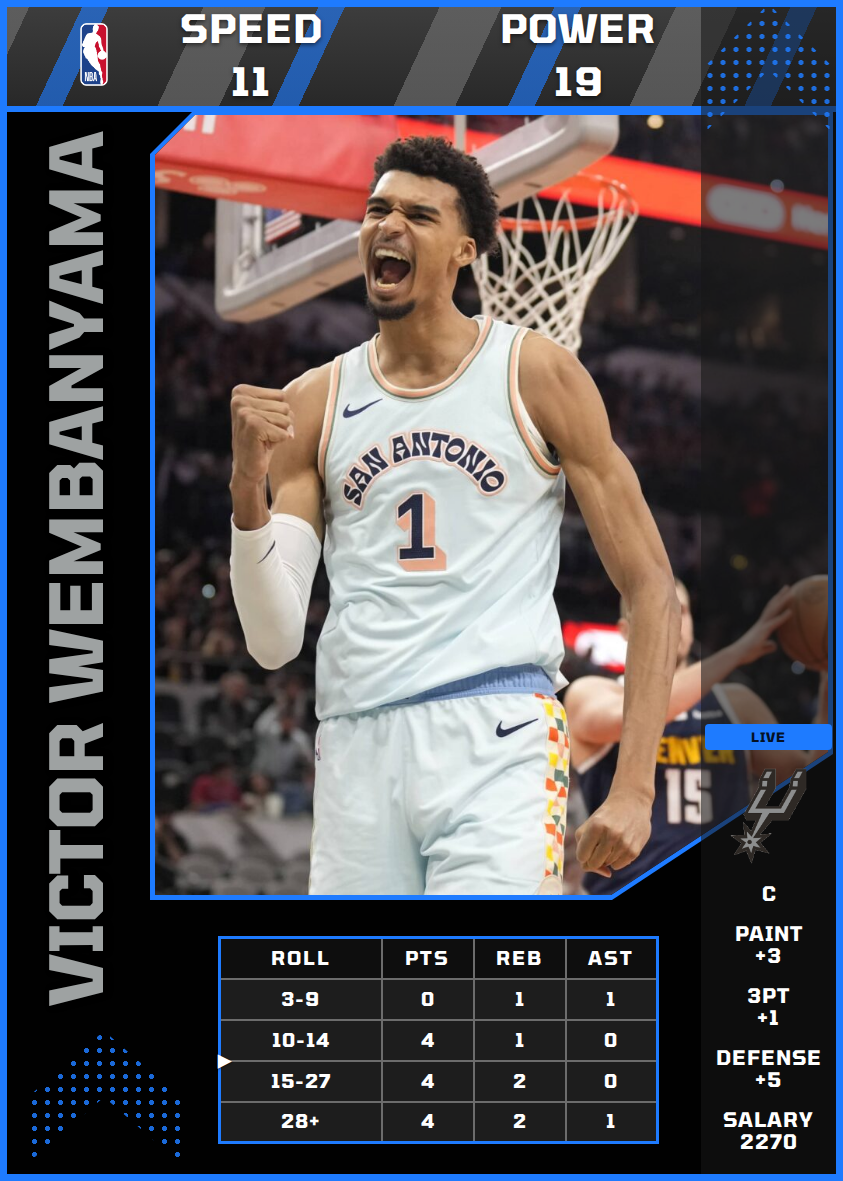 NBA
SPEED
11
POWER
19
VICTOR WEMBANYAMA
SAN ANTONIO
1
15
LIVE
C
PAINT
+3
3PT
+1
DEFENSE
+5
SALARY
2270
ROLL PTS REB AST
3-9 0 1 1
10-14 4 1 0
15-27 4 2 0
28+ 4 2 1